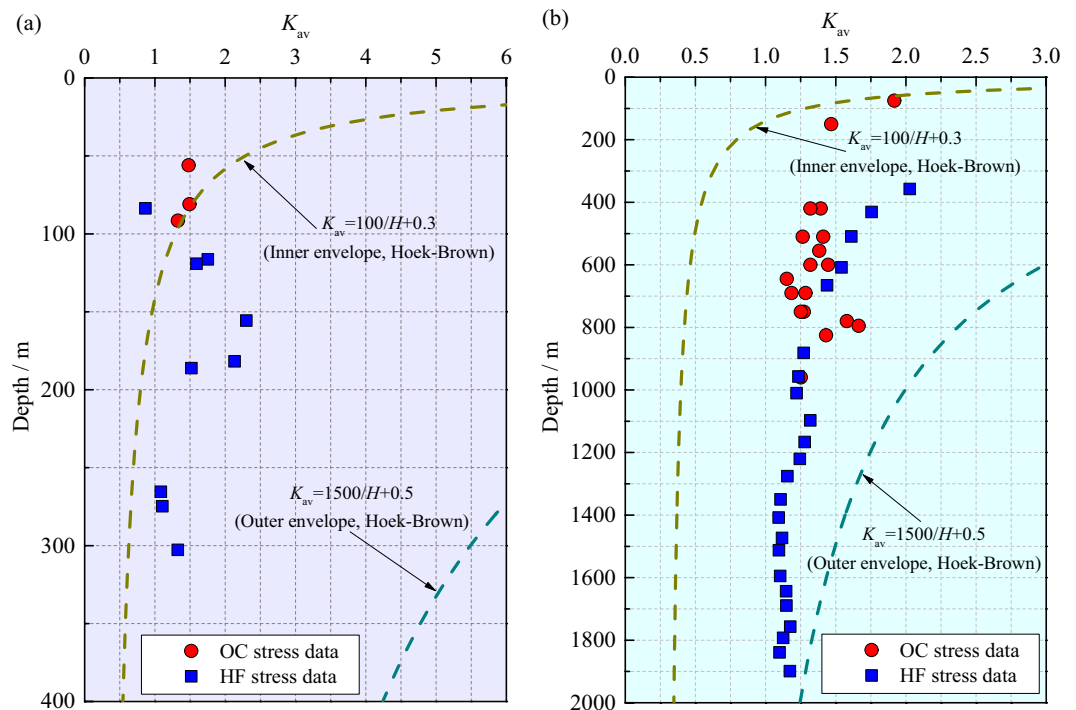 (a)
K_av
0 1 2 3 4 5 6
0
100
200
300
400
Depth / m
K_av=100/H+0.3
(Inner envelope, Hoek-Brown)
K_av=1500/H+0.5
(Outer envelope, Hoek-Brown)
OC stress data
HF stress data
(b)
K_av
0.0 0.5 1.0 1.5 2.0 2.5 3.0
0
200
400
600
800
1000
1200
1400
1600
1800
2000
Depth / m
K_av=100/H+0.3
(Inner envelope, Hoek-Brown)
K_av=1500/H+0.5
(Outer envelope, Hoek-Brown)
OC stress data
HF stress data